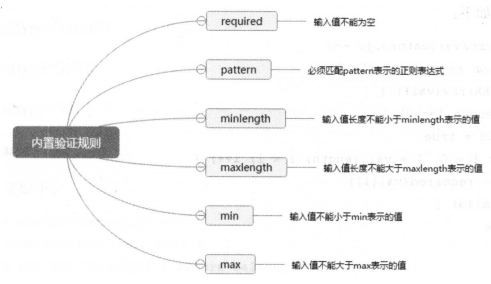 required
输入值不能为空
pattern
必须匹配pattern表示的正则表达式
minlength
输入值长度不能小于minlength表示的值
内置验证规则
maxlength
输入值长度不能大于maxlength表示的值
min
输入值不能小于min表示的值
max
输入值不能大于max表示的值